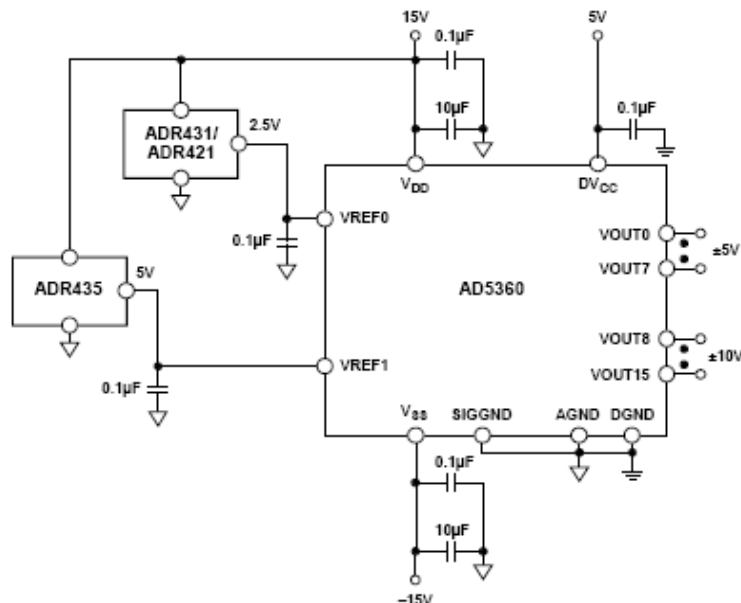 15V
5V
0.1µF
10µF
0.1µF
ADR431/
ADR421
2.5V
VDD
DVCC
VREF0
0.1µF
VOUT0
±5V
VOUT7
ADR435
5V
AD5360
VOUT8
±10V
VOUT15
VREF1
0.1µF
VSS
SIGGND
AGND
DGND
0.1µF
10µF
–15V